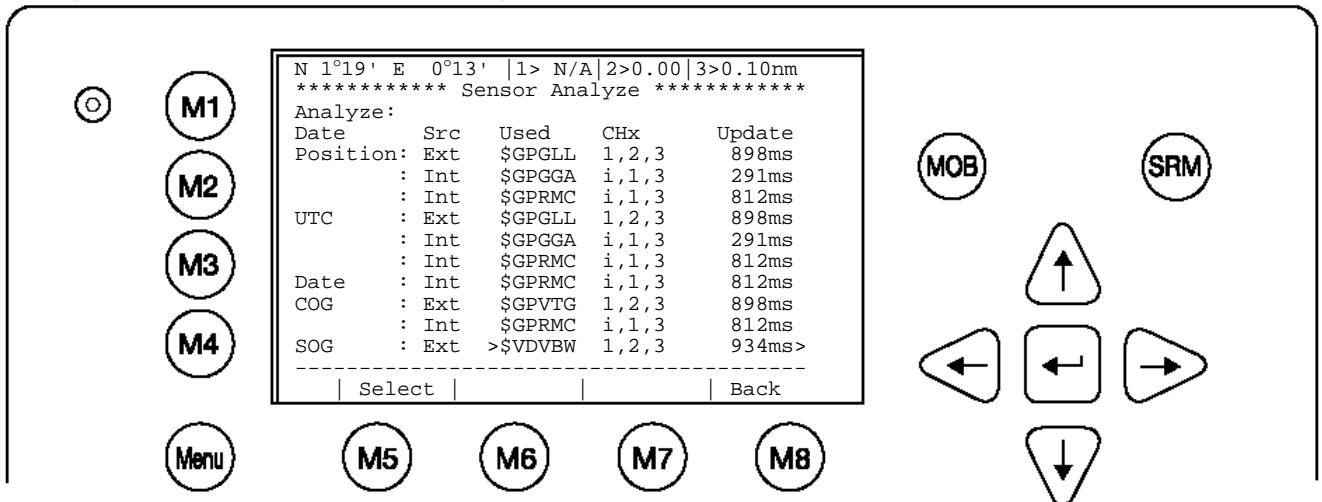 N 1°19' E 0°13' |1> N/A|2>0.00|3>0.10nm
************ Sensor Analyze ************
Analyze:
Date Src Used CHx Update
Position: Ext $GPGLL 1,2,3 898ms
: Int $GPGGA i,1,3 291ms
: Int $GPRMC i,1,3 812ms
UTC : Ext $GPGLL 1,2,3 898ms
: Int $GPGGA i,1,3 291ms
: Int $GPRMC i,1,3 812ms
Date : Int $GPRMC i,1,3 812ms
COG : Ext $GPVTG 1,2,3 898ms
: Int $GPRMC i,1,3 812ms
SOG : Ext >$VDVBW 1,2,3 934ms>
----------------------------------------
| Select | | | Back
M1
M2
M3
M4
Menu
M5
M6
M7
M8
MOB
SRM